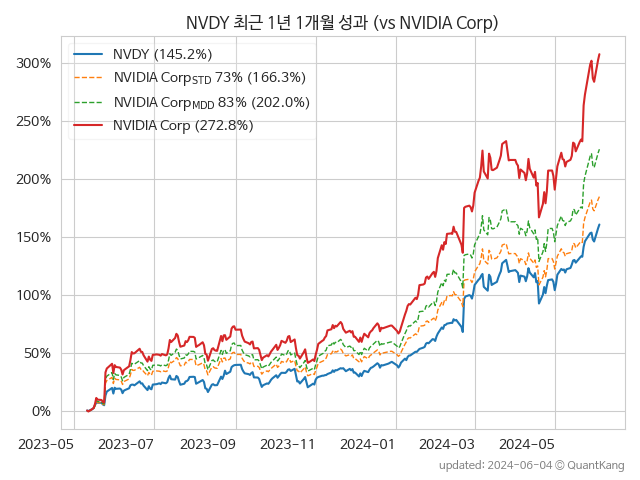 NVDY 최근 1년 1개월 성과 (vs NVIDIA Corp)
NVDY (145.2%)
NVIDIA CorpSTD 73% (166.3%)
NVIDIA CorpMDD 83% (202.0%)
NVIDIA Corp (272.8%)
300%
250%
200%
150%
100%
50%
0%
2023-05 2023-07 2023-09 2023-11 2024-01 2024-03 2024-05
updated: 2024-06-04 © QuantKang